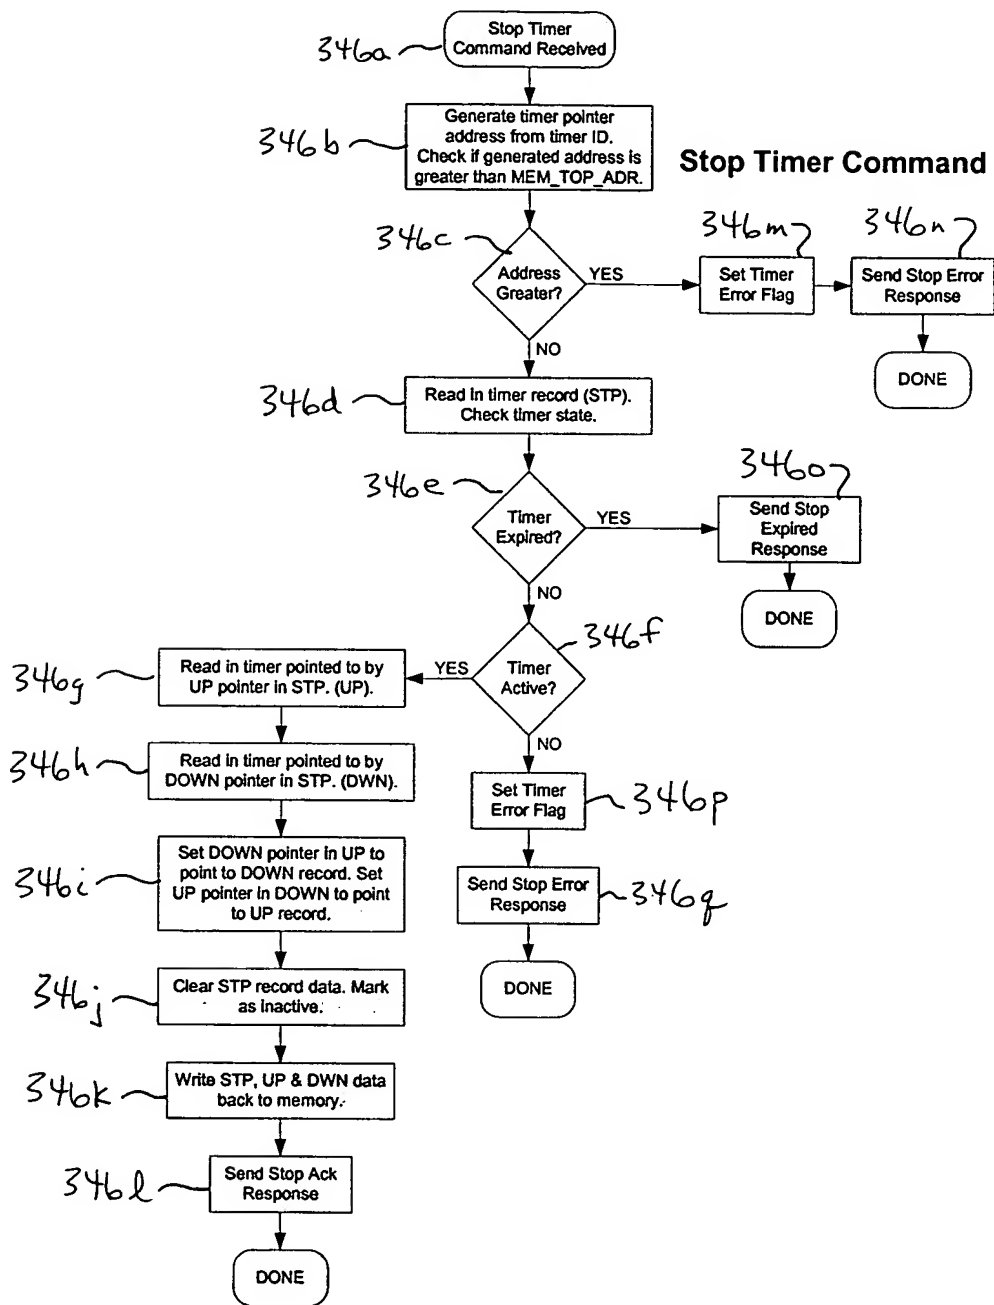 346a
Stop Timer
Command Received
346b
Generate timer pointer
address from timer ID.
Check if generated address is
greater than MEM_TOP_ADR.
Stop Timer Command
346c
Address
Greater?
YES
346m
Set Timer
Error Flag
346n
Send Stop Error
Response
DONE
NO
346d
Read in timer record (STP).
Check timer state.
346e
Timer
Expired?
YES
346o
Send Stop
Expired
Response
DONE
NO
346f
Timer
Active?
YES
346g
Read in timer pointed to by
UP pointer in STP. (UP).
346h
Read in timer pointed to by
DOWN pointer in STP. (DWN).
346i
Set DOWN pointer in UP to
point to DOWN record. Set
UP pointer in DOWN to point
to UP record.
346j
Clear STP record data. Mark
as inactive.
346k
Write STP, UP & DWN data
back to memory.
346l
Send Stop Ack
Response
DONE
NO
Set Timer
Error Flag
346p
Send Stop Error
Response
346q
DONE